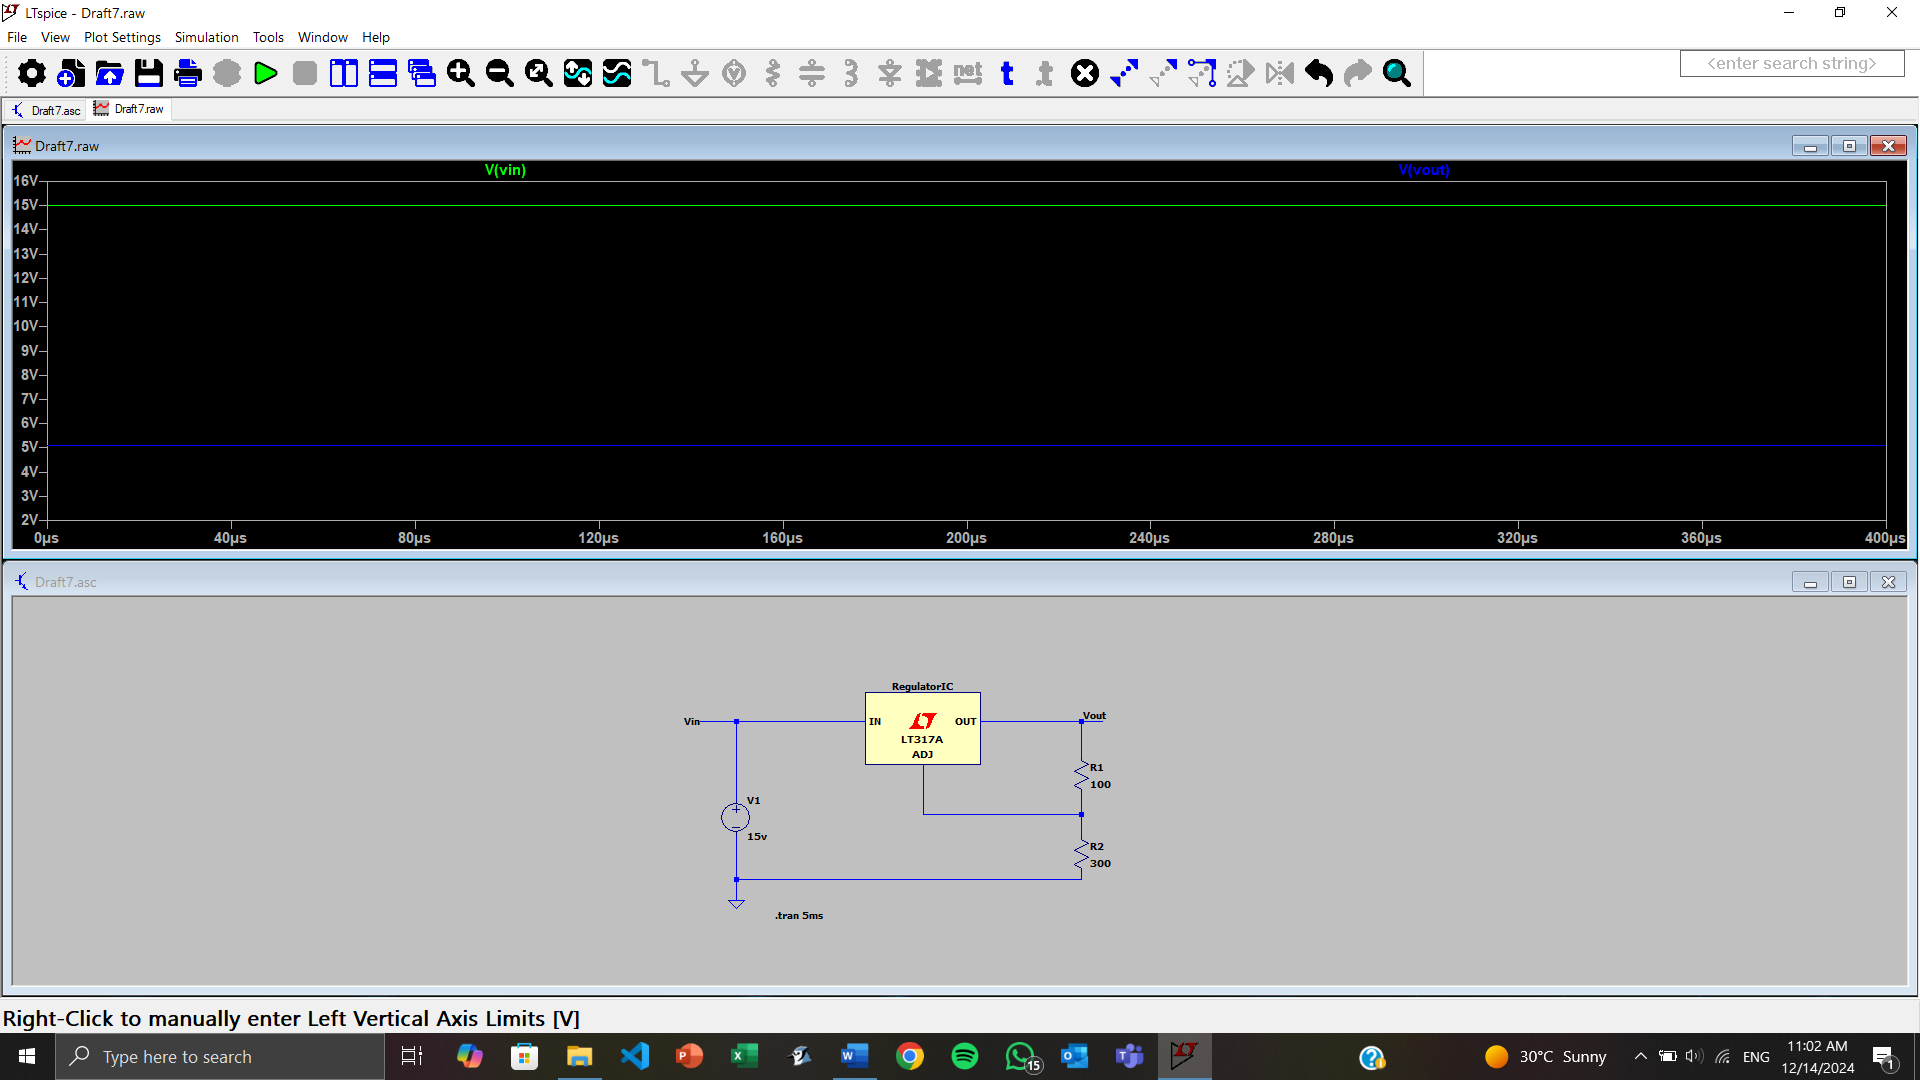 LTspice - Draft7.raw
File View Plot Settings Simulation Tools Window Help
net t .t
<enter search string>
Draft7.asc Draft7.raw
Draft7.raw
V(vin) V(vout)
16V
15V
14V
13V
12V
11V
10V
9V
8V
7V
6V
5V
4V
3V
2V
0µs 40µs 80µs 120µs 160µs 200µs 240µs 280µs 320µs 360µs 400µs
Draft7.asc
RegulatorIC
Vin IN OUT Vout
LT317A
ADJ
R1
100
V1
15v
R2
300
.tran 5ms
Right-Click to manually enter Left Vertical Axis Limits [V]
Type here to search
15
30°C Sunny
ENG
11:02 AM
12/14/2024
1